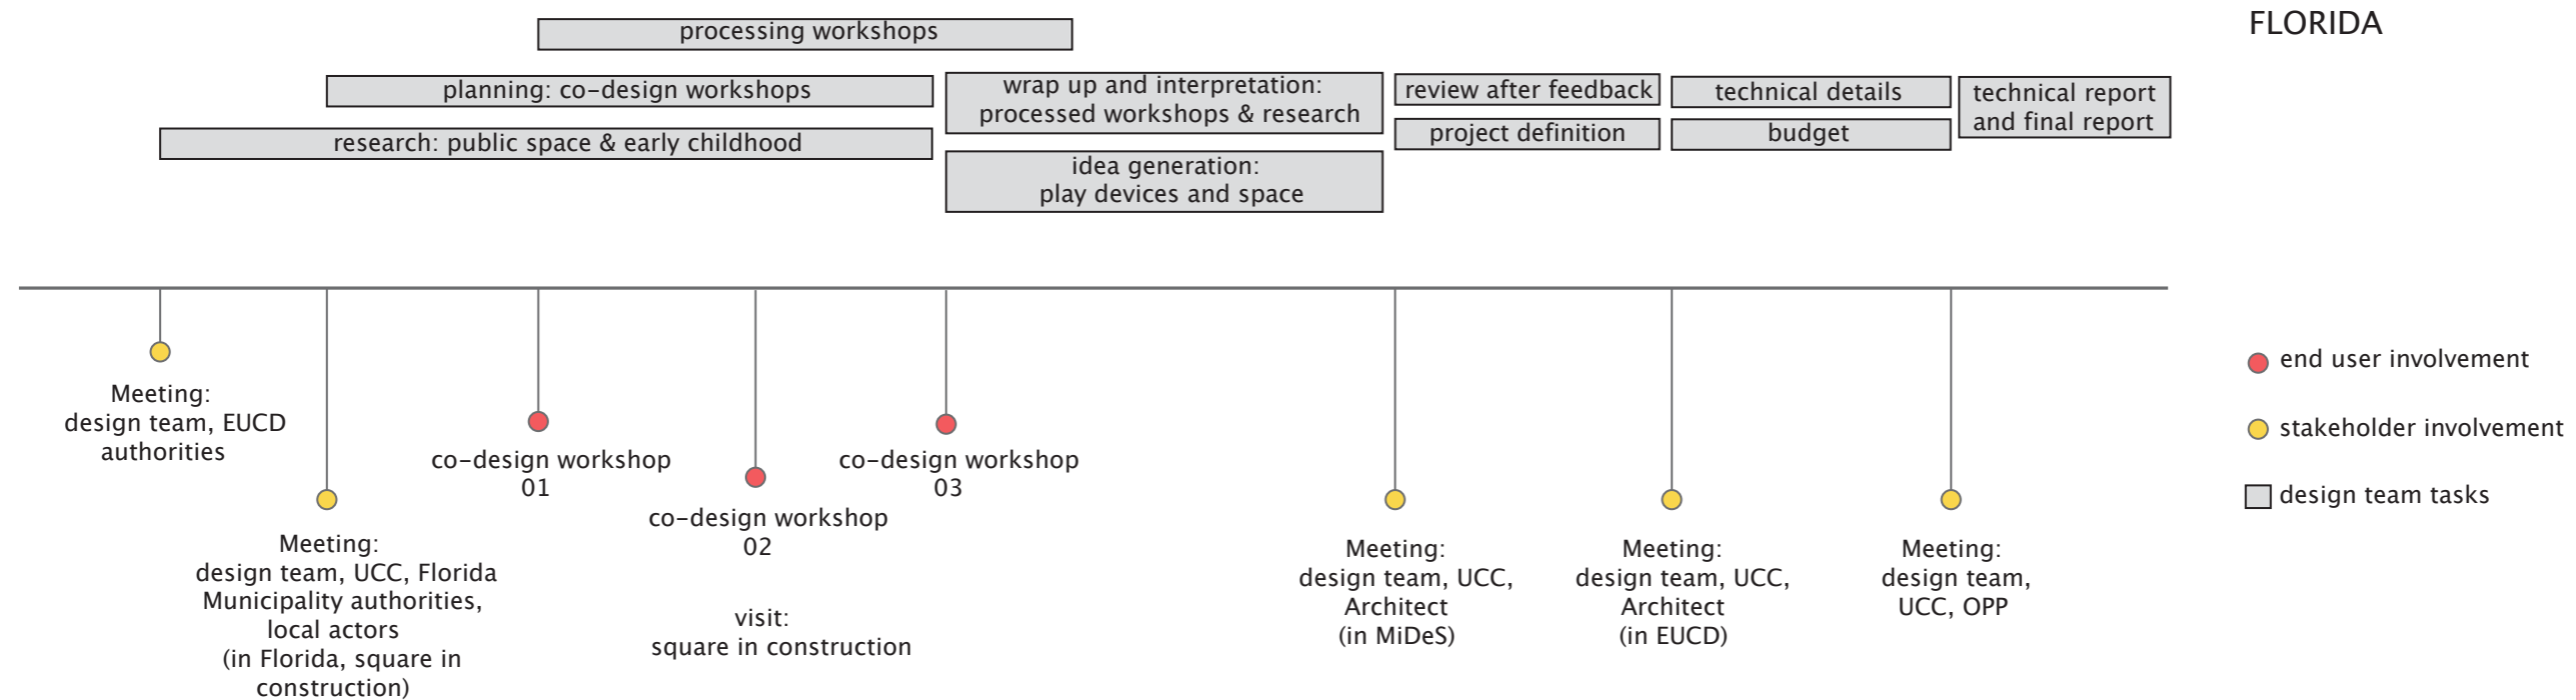 FLORIDA
processing workshops
planning: co-design workshops
research: public space & early childhood
wrap up and interpretation:
processed workshops & research
idea generation:
play devices and space
review after feedback
project definition
technical details
budget
technical report
and final report
Meeting:
design team, EUCD
authorities
Meeting:
design team, UCC, Florida
Municipality authorities,
local actors
(in Florida, square in
construction)
co-design workshop
01
co-design workshop
02
visit:
square in construction
co-design workshop
03
Meeting:
design team, UCC,
Architect
(in MiDeS)
Meeting:
design team, UCC,
Architect
(in EUCD)
Meeting:
design team,
UCC, OPP
end user involvement
stakeholder involvement
design team tasks